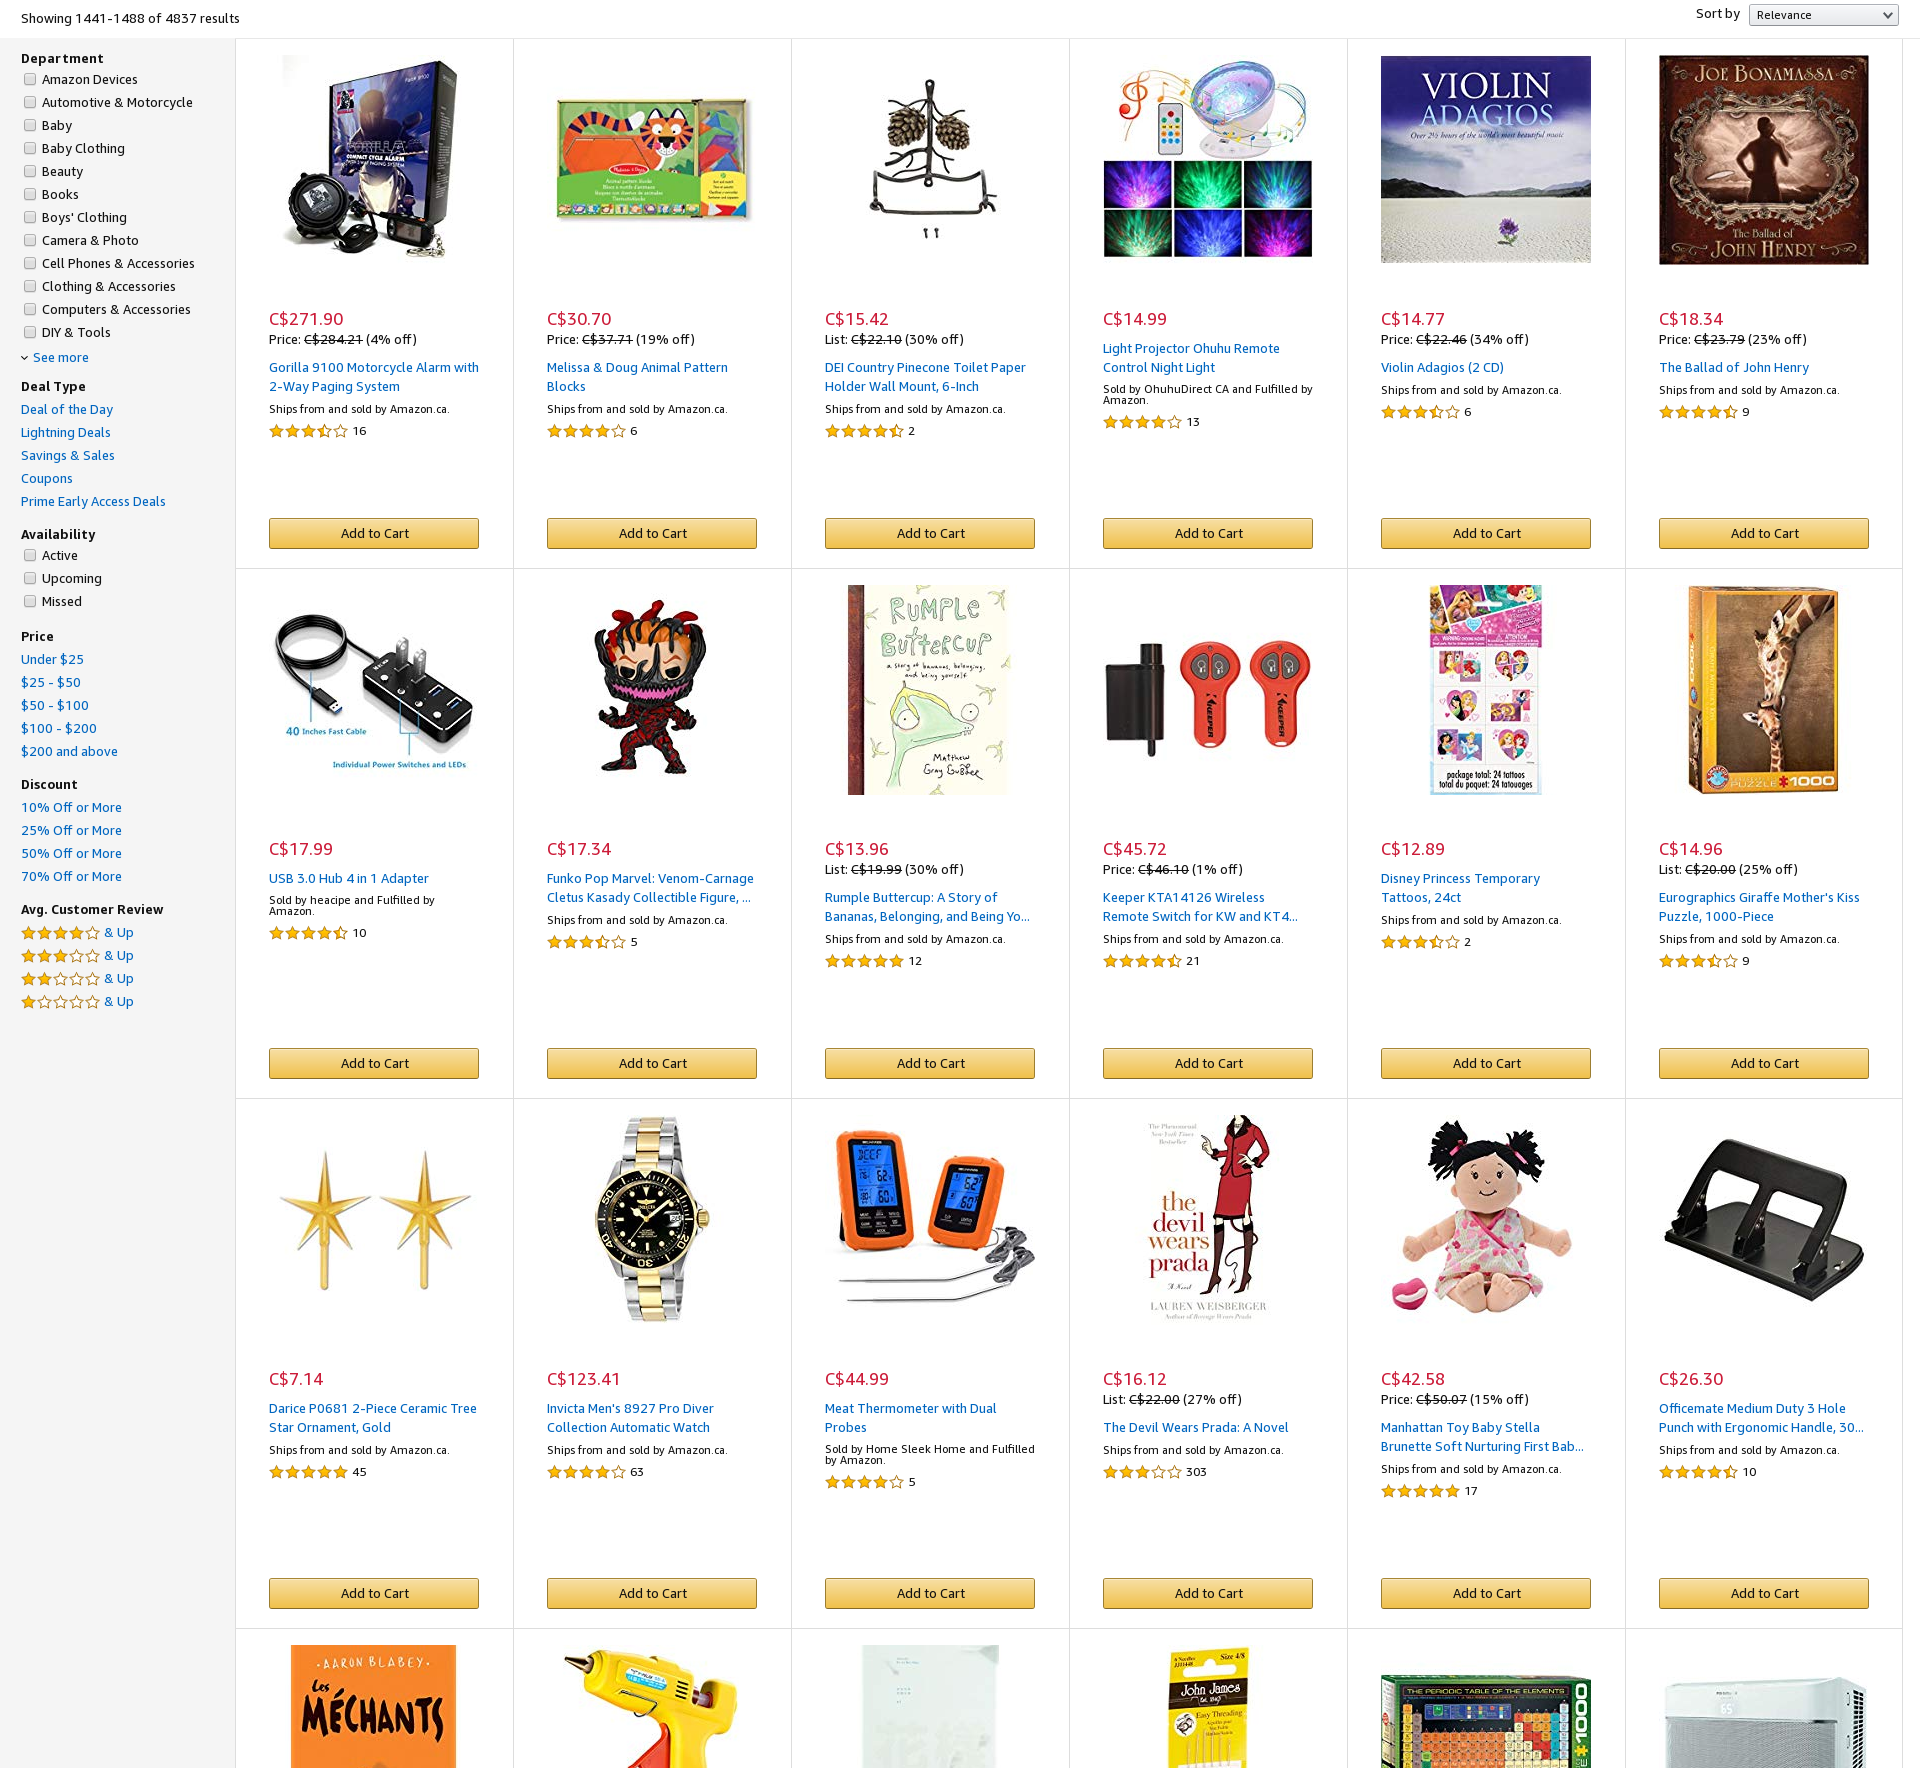 Showing 1441-1488 of 4837 results
Sort by
Relevance
Department
Amazon Devices
Automotive & Motorcycle
Baby
Baby Clothing
Beauty
Books
Boys' Clothing
Camera & Photo
Cell Phones & Accessories
Clothing & Accessories
Computers & Accessories
DIY & Tools
See more
Deal Type
Deal of the Day
Lightning Deals
Savings & Sales
Coupons
Prime Early Access Deals
Availability
Active
Upcoming
Missed
Price
Under $25
$25 - $50
$50 - $100
$100 - $200
$200 and above
Discount
10% Off or More
25% Off or More
50% Off or More
70% Off or More
Avg. Customer Review
& Up
& Up
& Up
& Up
GORILLA
COMPACT CYCLE ALARM
C$271.90
Price: C$284.21 (4% off)
Gorilla 9100 Motorcycle Alarm with
2-Way Paging System
Ships from and sold by Amazon.ca.
16
Add to Cart
Melissa & Doug
C$30.70
Price: C$37.71 (19% off)
Melissa & Doug Animal Pattern
Blocks
Ships from and sold by Amazon.ca.
6
Add to Cart
C$15.42
List: C$22.10 (30% off)
DEI Country Pinecone Toilet Paper
Holder Wall Mount, 6-Inch
Ships from and sold by Amazon.ca.
2
Add to Cart
C$14.99
Light Projector Ohuhu Remote
Control Night Light
Sold by OhuhuDirect CA and Fulfilled by
Amazon.
13
Add to Cart
VIOLIN
ADAGIOS
Over 2½ hours of the world's most beautiful music
C$14.77
Price: C$22.46 (34% off)
Violin Adagios (2 CD)
Ships from and sold by Amazon.ca.
6
Add to Cart
JOE BONAMASSA
The Ballad of
JOHN HENRY
C$18.34
Price: C$23.79 (23% off)
The Ballad of John Henry
Ships from and sold by Amazon.ca.
9
Add to Cart
40 Inches Fast Cable
Individual Power Switches and LEDs
C$17.99
USB 3.0 Hub 4 in 1 Adapter
Sold by heacipe and Fulfilled by
Amazon.
10
Add to Cart
C$17.34
Funko Pop Marvel: Venom-Carnage
Cletus Kasady Collectible Figure, ...
Ships from and sold by Amazon.ca.
5
Add to Cart
RUMPLE
BUTTERCUP
a story of bananas, belonging,
and being yourself
Matthew
Gray Gubler
C$13.96
List: C$19.99 (30% off)
Rumple Buttercup: A Story of
Bananas, Belonging, and Being Yo...
Ships from and sold by Amazon.ca.
12
Add to Cart
KEEPER
KEEPER
C$45.72
Price: C$46.10 (1% off)
Keeper KTA14126 Wireless
Remote Switch for KW and KT4...
Ships from and sold by Amazon.ca.
21
Add to Cart
package total: 24 tattoos
total du paquet: 24 tatouages
C$12.89
Disney Princess Temporary
Tattoos, 24ct
Ships from and sold by Amazon.ca.
2
Add to Cart
PUZZLE 1000
C$14.96
List: C$20.00 (25% off)
Eurographics Giraffe Mother's Kiss
Puzzle, 1000-Piece
Ships from and sold by Amazon.ca.
9
Add to Cart
C$7.14
Darice P0681 2-Piece Ceramic Tree
Star Ornament, Gold
Ships from and sold by Amazon.ca.
45
Add to Cart
C$123.41
Invicta Men's 8927 Pro Diver
Collection Automatic Watch
Ships from and sold by Amazon.ca.
63
Add to Cart
BEEF
C$44.99
Meat Thermometer with Dual
Probes
Sold by Home Sleek Home and Fulfilled
by Amazon.
5
Add to Cart
The Phenomenal
New York Times
Bestseller
the
devil
wears
prada
A Novel
LAUREN WEISBERGER
Author of Revenge Wears Prada
C$16.12
List: C$22.00 (27% off)
The Devil Wears Prada: A Novel
Ships from and sold by Amazon.ca.
303
Add to Cart
C$42.58
Price: C$50.07 (15% off)
Manhattan Toy Baby Stella
Brunette Soft Nurturing First Bab...
Ships from and sold by Amazon.ca.
17
Add to Cart
C$26.30
Officemate Medium Duty 3 Hole
Punch with Ergonomic Handle, 30...
Ships from and sold by Amazon.ca.
10
Add to Cart
·AARON BLABEY·
Les
MÉCHANTS
Size 4/8
John James
Easy Threading
THE PERIODIC TABLE OF THE ELEMENTS
1000